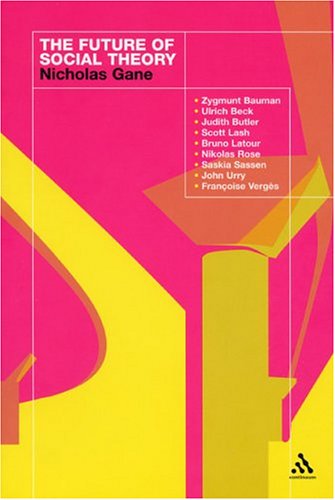 THE FUTURE OF
SOCIAL THEORY
Nicholas Gane
• Zygmunt Bauman
• Ulrich Beck
• Judith Butler
• Scott Lash
• Bruno Latour
• Nikolas Rose
• Saskia Sassen
• John Urry
• Françoise Vergès
continuum